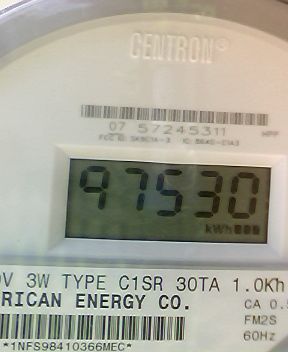 CENTRON®
07 57245311
97530
kWh
V 3W TYPE C1SR 30TA 1.0Kh
RICAN ENERGY CO.
CA 0.5
FM2S
60Hz
*1NFS98410366MEC*